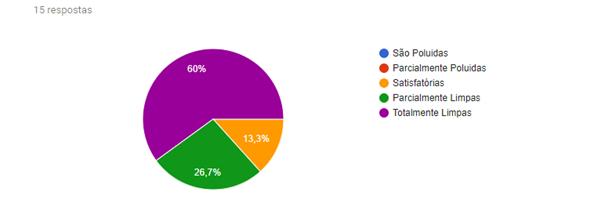 15 respostas
São Poluidas
Parcialmente Poluidas
Satisfatórias
Parcialmente Limpas
Totalmente Limpas
60%
13,3%
26,7%